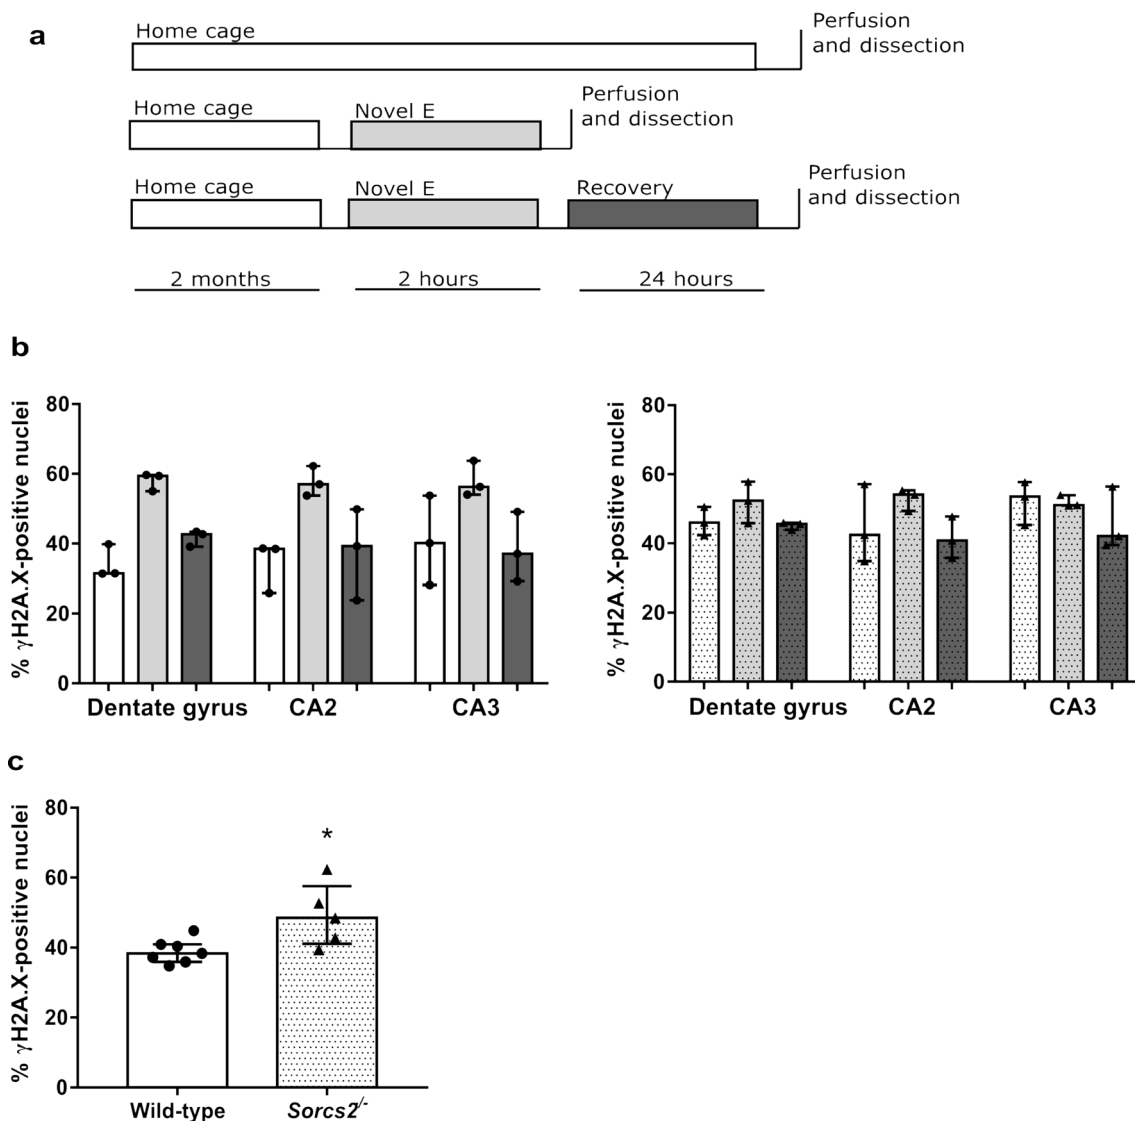 a
Home cage
Perfusion
and dissection
Home cage
Novel E
Perfusion
and dissection
Home cage
Novel E
Recovery
Perfusion
and dissection
2 months
2 hours
24 hours
b
% γH2A.X-positive nuclei
80
60
40
20
0
Dentate gyrus
CA2
CA3
% γH2A.X-positive nuclei
80
60
40
20
0
Dentate gyrus
CA2
CA3
c
% γH2A.X-positive nuclei
80
60
40
20
0
*
Wild-type
Sorcs2-/-